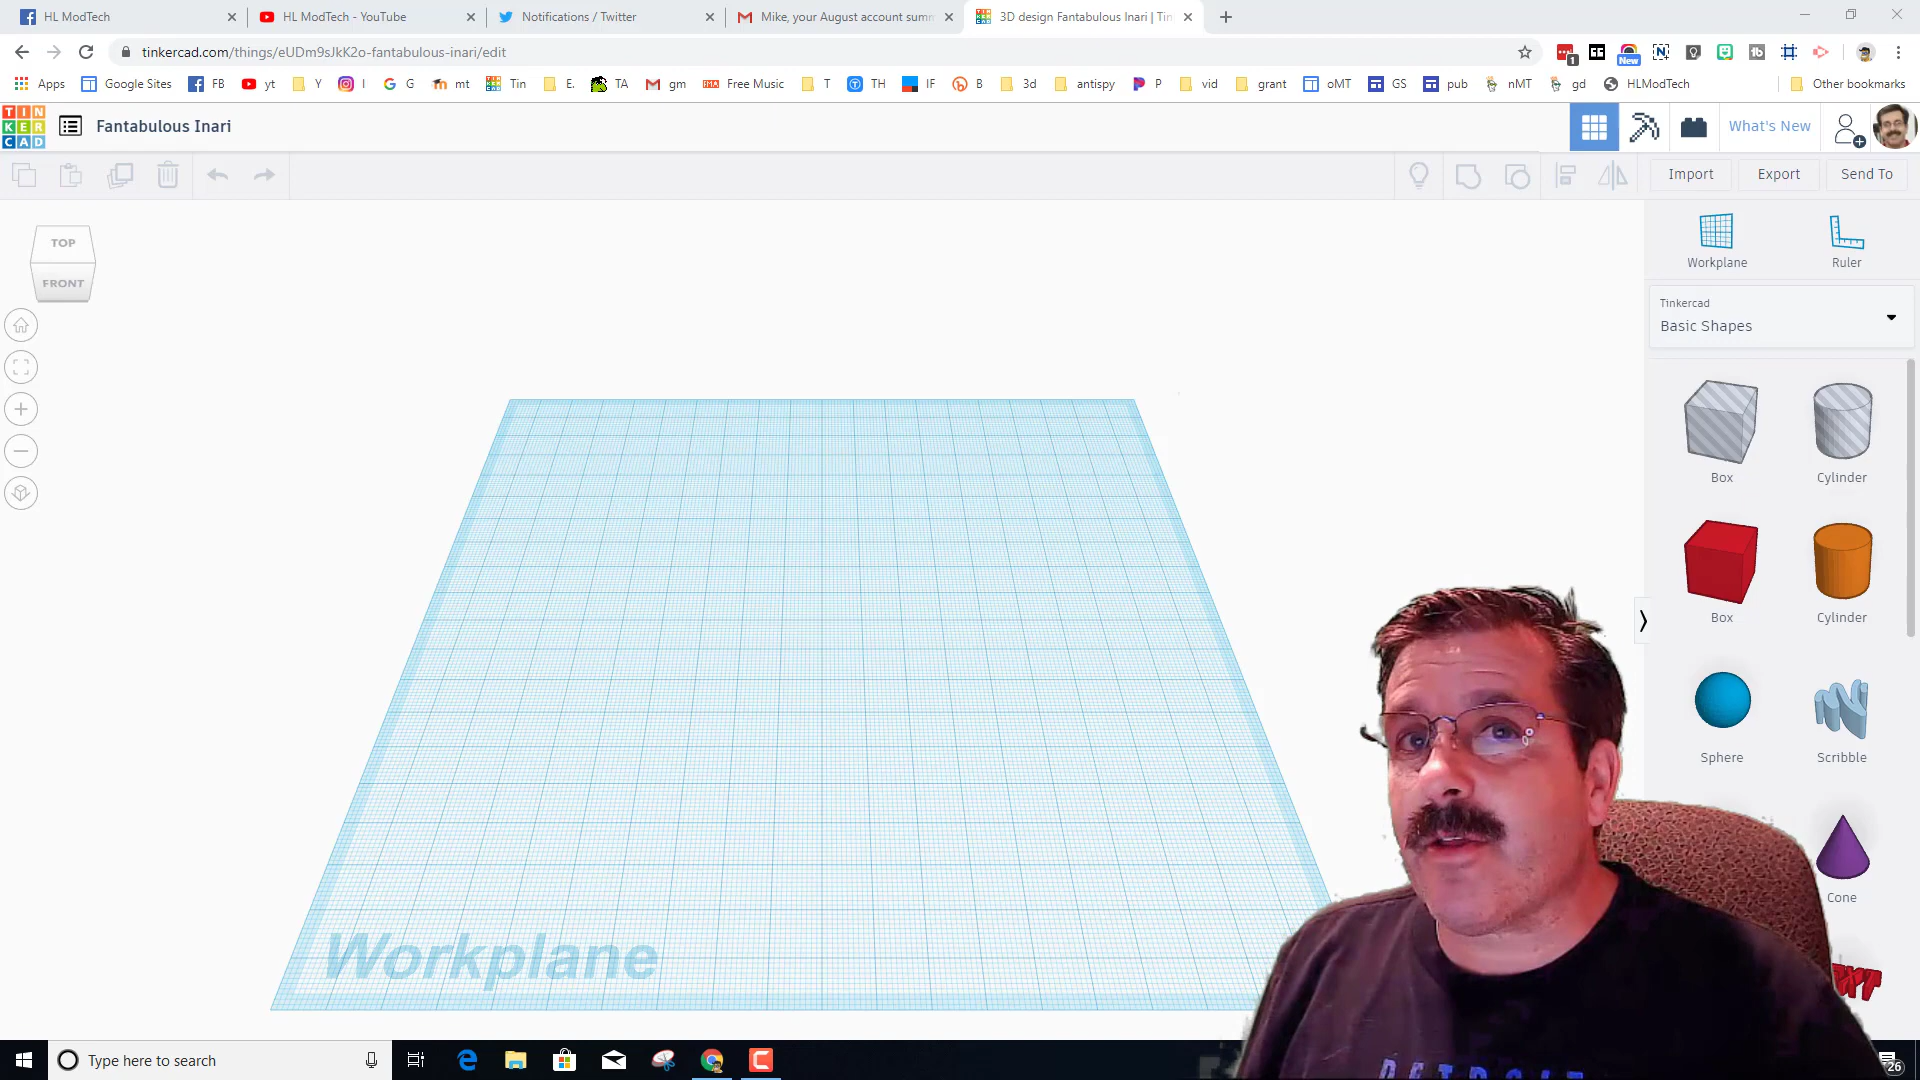 HL ModTech
HL ModTech - YouTube
Notifications / Twitter
Mike, your August account summ
3D design Fantabulous Inari | Tin
tinkercad.com/things/eUDm9sJkK2o-fantabulous-inari/edit
1
New
Apps
Google Sites
FB
yt
Y
I
G
mt
Tin
E.
TA
gm
Free Music
T
TH
IF
B
3d
antispy
P
vid
grant
oMT
GS
pub
nMT
gd
HLModTech
Other bookmarks
TIN
KER
CAD
Fantabulous Inari
What's New
Import
Export
Send To
TOP
FRONT
Workplane
Ruler
Tinkercad
Basic Shapes
Box
Cylinder
Box
Cylinder
Sphere
Scribble
Cone
Workplane
DETROIT
Type here to search
26